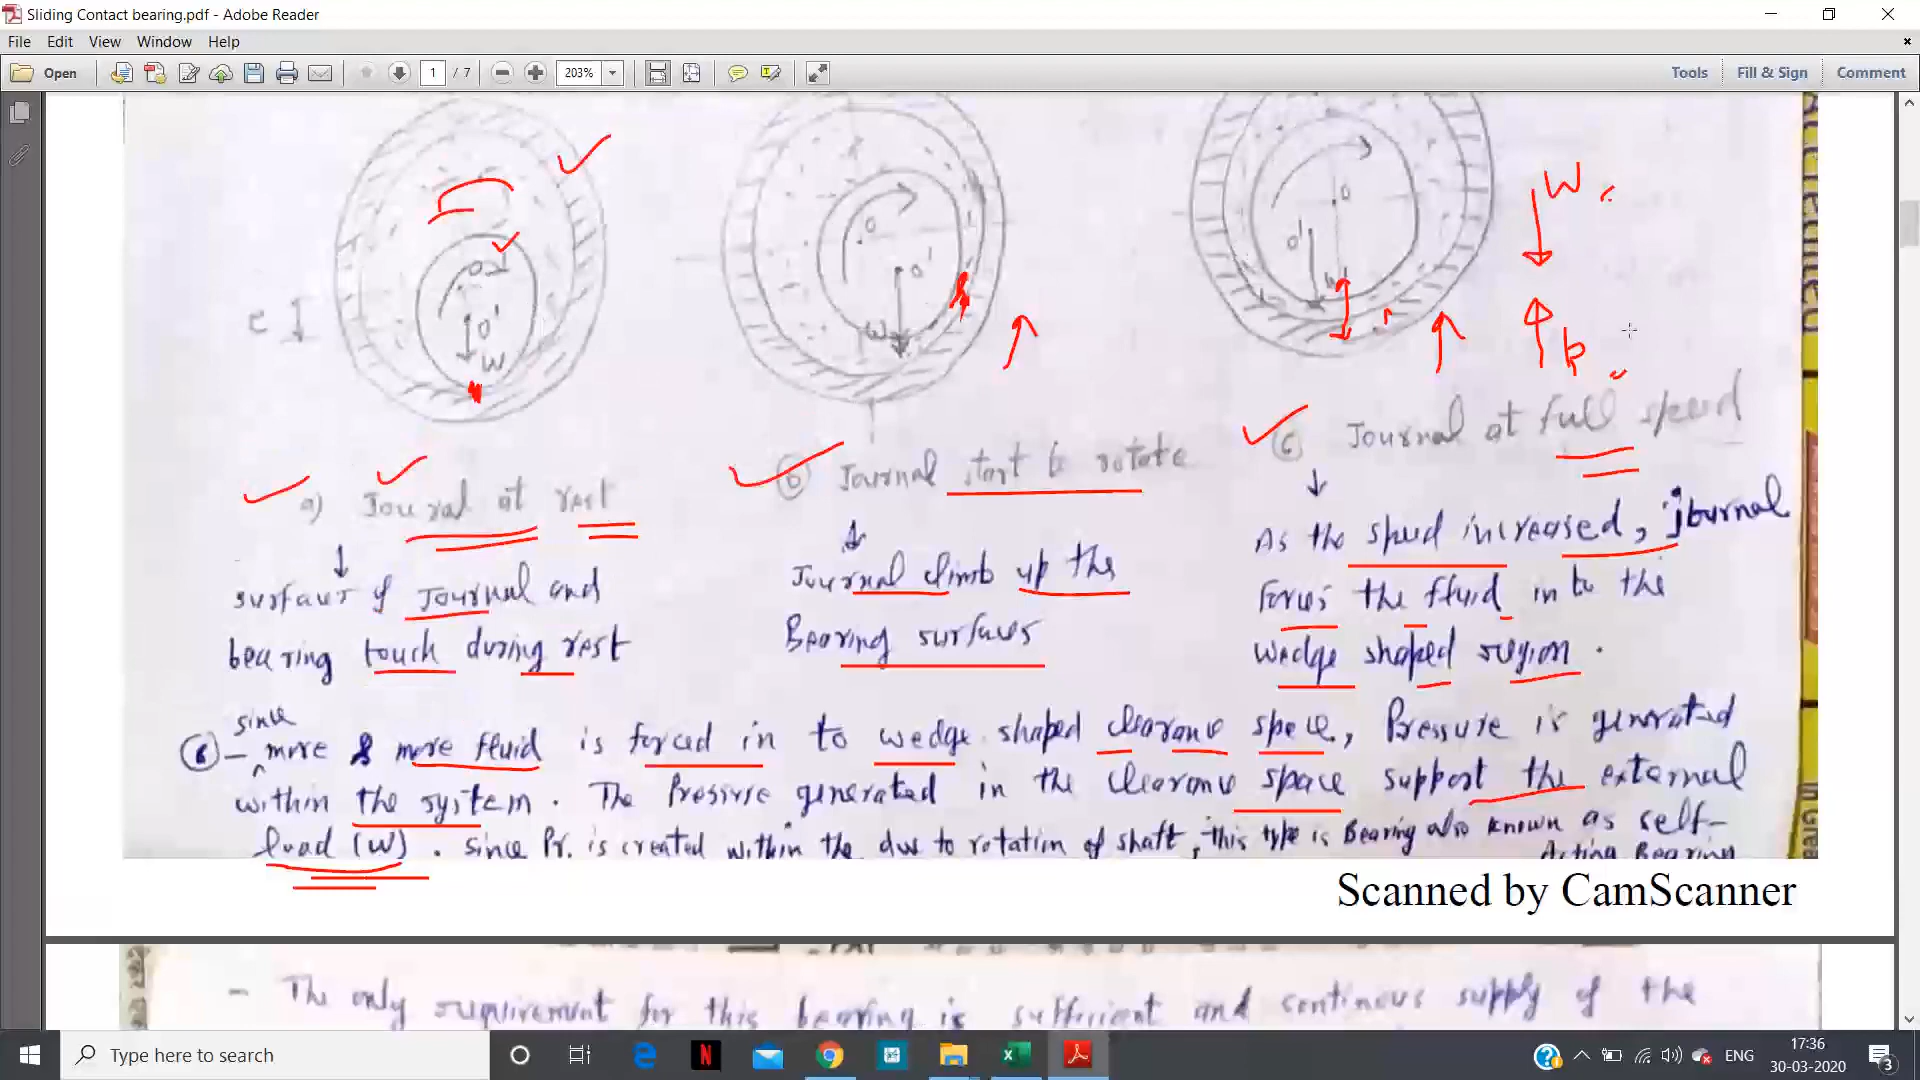 Sliding Contact bearing.pdf - Adobe Reader
File Edit View Window Help
Open 1 / 7 203% Tools Fill & Sign Comment
W
O
O
O
O' O'
c O' W P
W
W
a) Journal at rest
b) Journal start to rotate
c) Journal at full speed
surface of Journal and
bearing touch during rest
Journal climb up the
Bearing surfaces
As the speed increased, journal
forces the fluid in to the
wedge shaped region.
since
6 - more & more fluid is forced in to wedge shaped clearance space, Pressure is generated
within the system. The Pressure generated in the clearance space support the external
load (W). Since Pr. is created within the due to rotation of shaft, this type is Bearing also known as self-
Acting Bearing
Scanned by CamScanner
- The only requirement for this bearing is sufficient and continous supply of the
Type here to search
ENG 17:36
30-03-2020
3